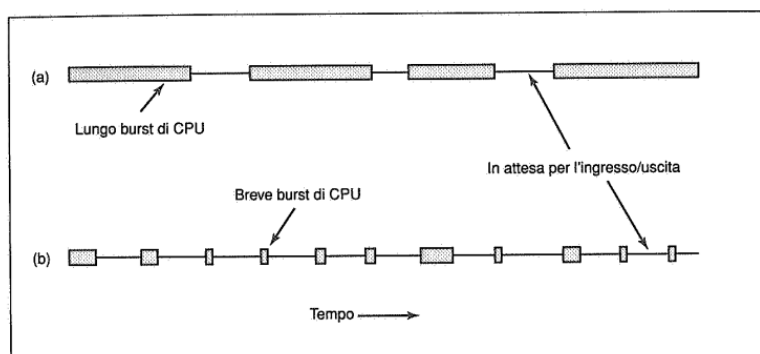 (a)
Lungo burst di CPU
In attesa per l'ingresso/uscita
Breve burst di CPU
(b)
Tempo